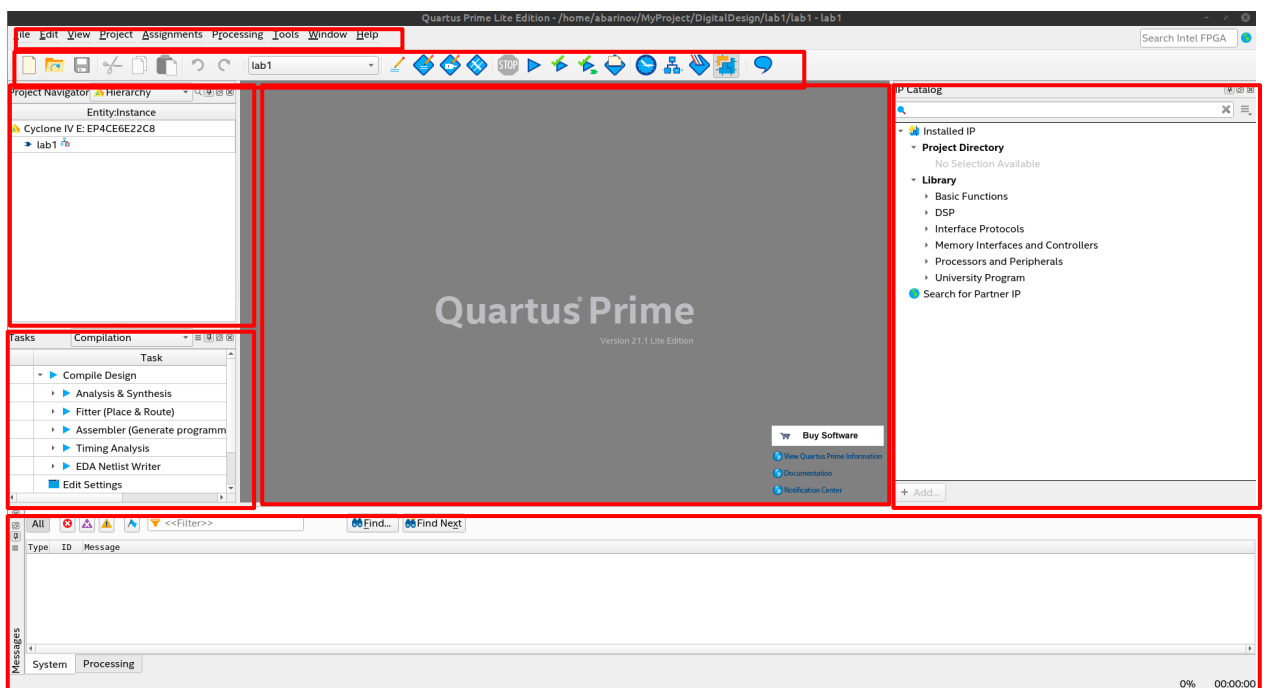 Quartus Prime Lite Edition - /home/abarinov/MyProject/DigitalDesign/lab1/lab1 - lab1
File Edit View Project Assignments Processing Tools Window Help
Search Intel FPGA
lab1
STOP
Project Navigator Hierarchy
Entity:Instance
Cyclone IV E: EP4CE6E22C8
lab1
Tasks Compilation
Task
Compile Design
Analysis & Synthesis
Fitter (Place & Route)
Assembler (Generate programm
Timing Analysis
EDA Netlist Writer
Edit Settings
Quartus Prime
Version 21.1 Lite Edition
Buy Software
View Quartus Prime Information
Documentation
Notification Center
IP Catalog
Installed IP
Project Directory
No Selection Available
Library
Basic Functions
DSP
Interface Protocols
Memory Interfaces and Controllers
Processors and Peripherals
University Program
Search for Partner IP
+ Add...
All <<Filter>> Find... Find Next
Type ID Message
Messages
System Processing
0% 00:00:00